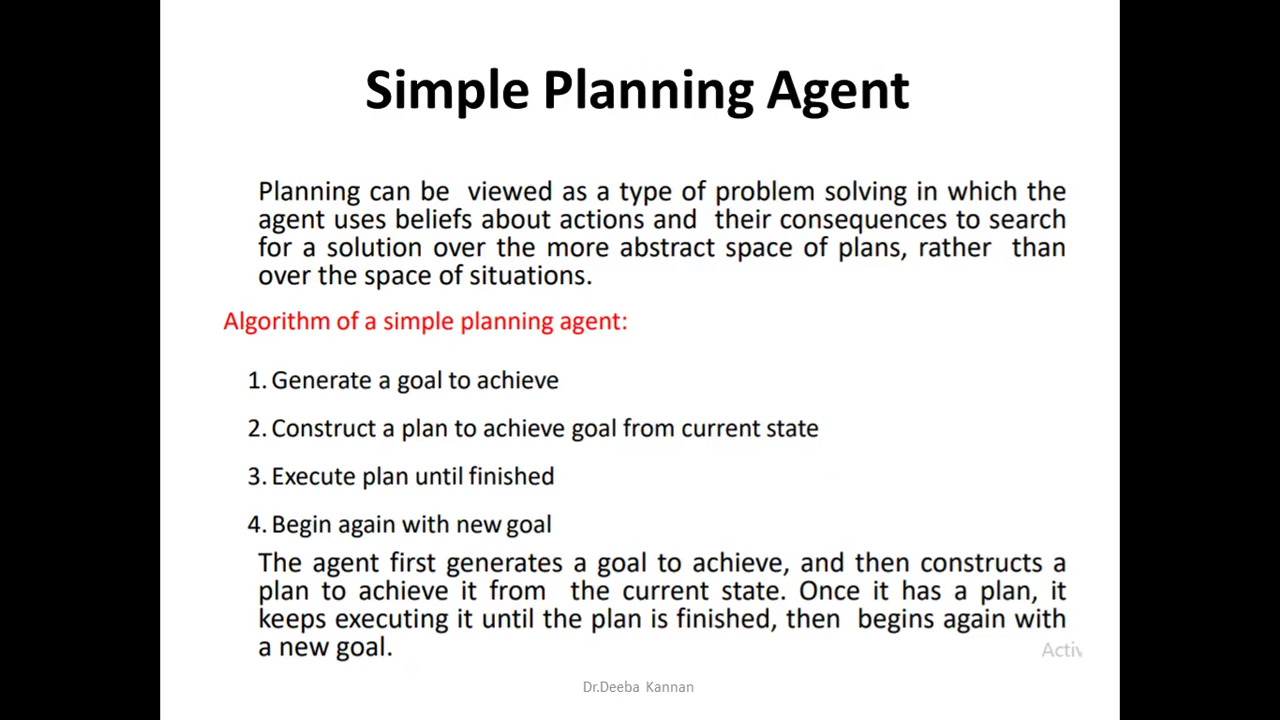 Simple Planning Agent
Planning can be viewed as a type of problem solving in which the
agent uses beliefs about actions and their consequences to search
for a solution over the more abstract space of plans, rather than
over the space of situations.
Algorithm of a simple planning agent:
1. Generate a goal to achieve
2. Construct a plan to achieve goal from current state
3. Execute plan until finished
4. Begin again with new goal
The agent first generates a goal to achieve, and then constructs a
plan to achieve it from the current state. Once it has a plan, it
keeps executing it until the plan is finished, then begins again with
a new goal.
Dr.Deeba Kannan